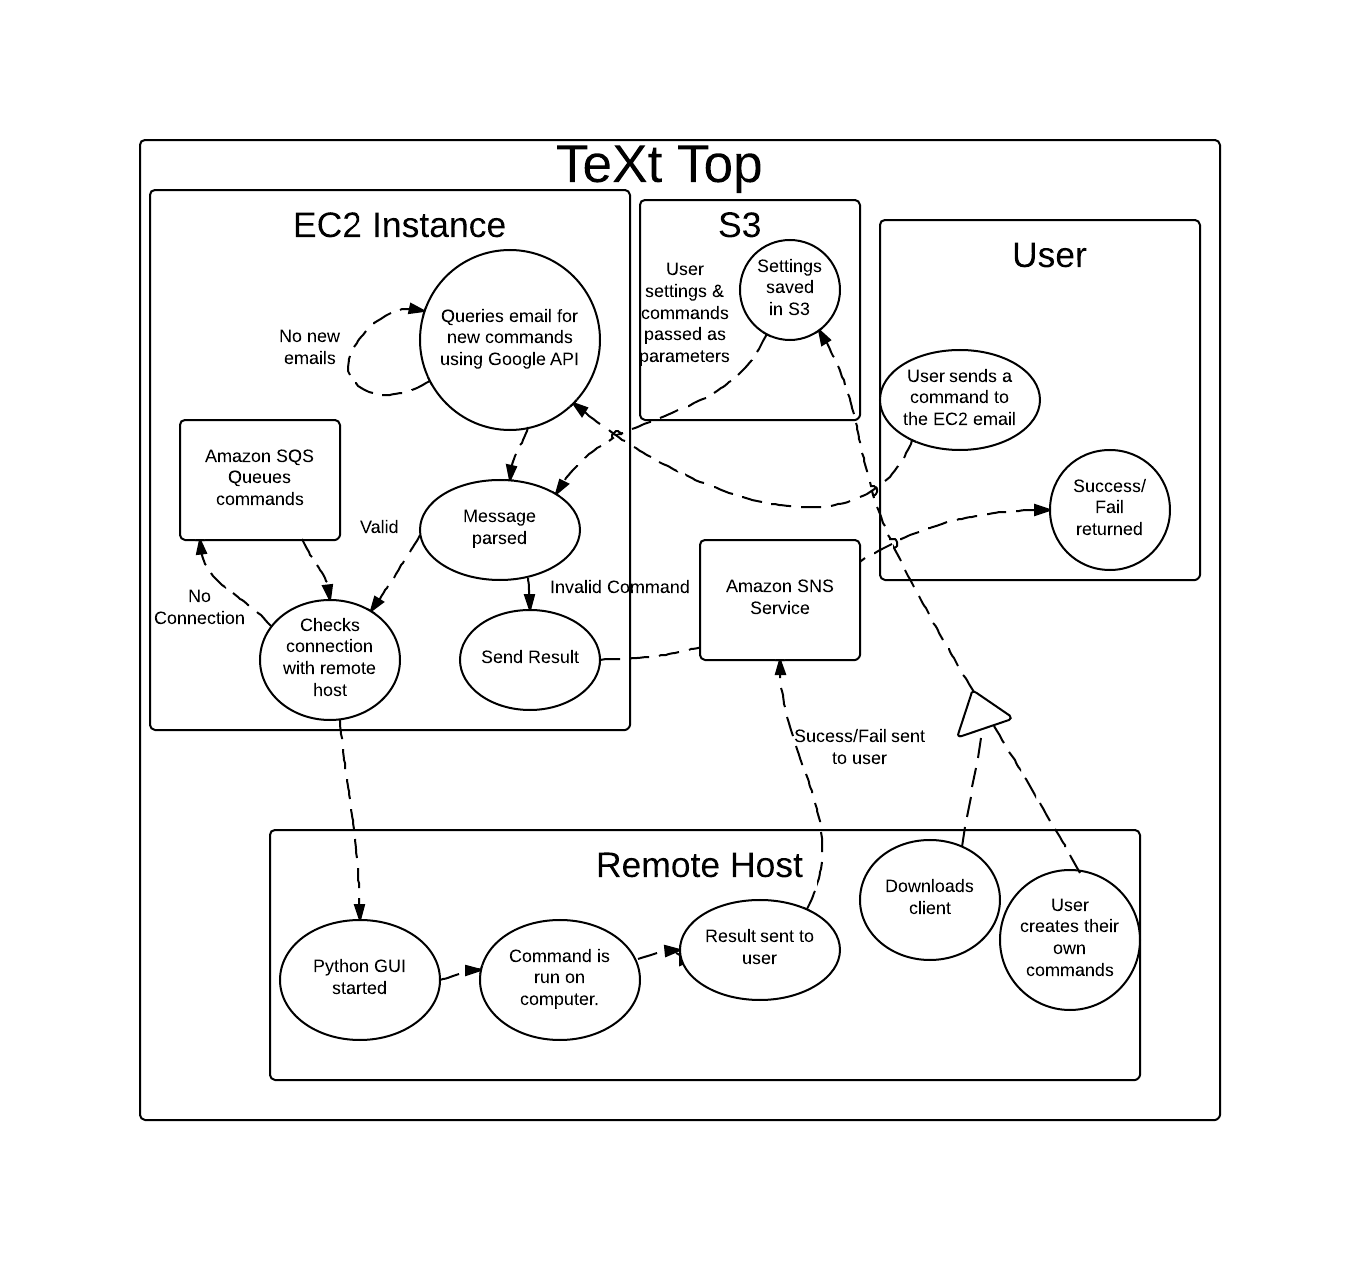 TeXt Top
EC2 Instance
S3
User
Queries email for
new commands
using Google API
No new
emails
User
settings &
commands
passed as
parameters
Settings
saved
in S3
User sends a
command to
the EC2 email
Amazon SQS
Queues
commands
Success/
Fail
returned
Valid
Message
parsed
Invalid Command
Amazon SNS
Service
No
Connection
Checks
connection
with remote
host
Send Result
Sucess/Fail sent
to user
Remote Host
Python GUI
started
Command is
run on
computer.
Result sent to
user
Downloads
client
User
creates their
own
commands